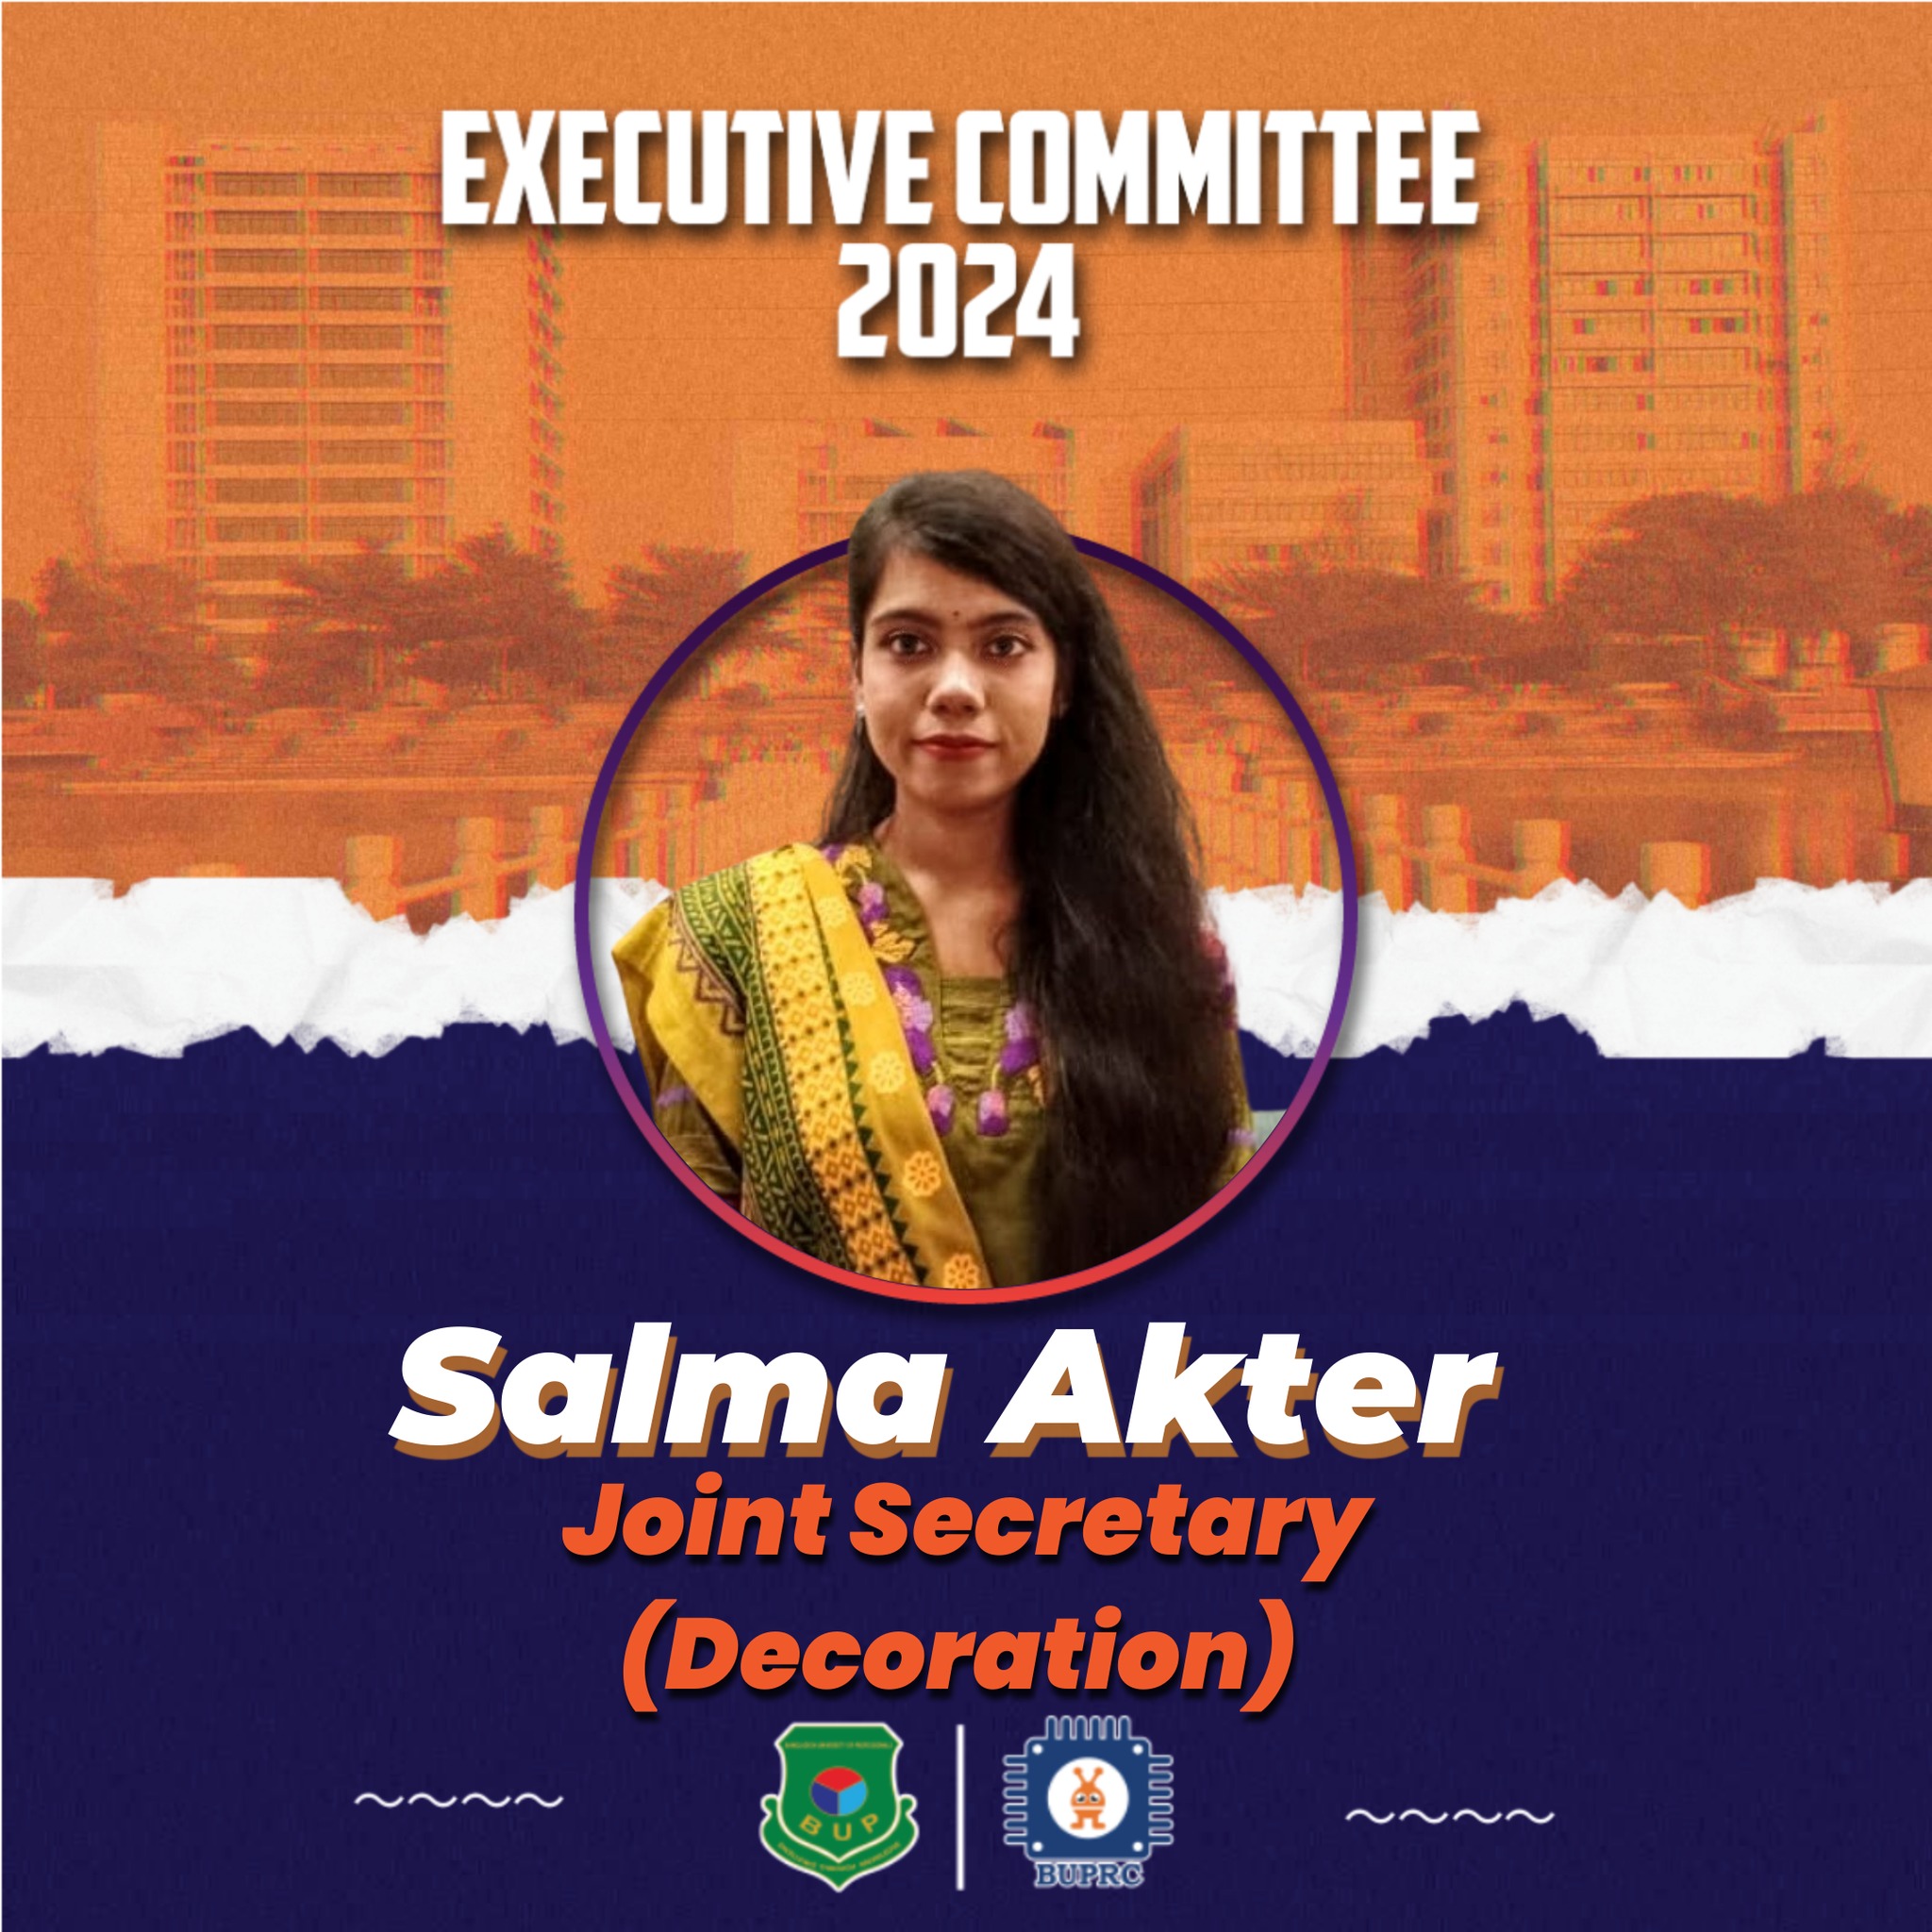 EXECUTIVE COMMITTEE
2024
Salma Akter
Joint Secretary
(Decoration)
BUP
BUPRC